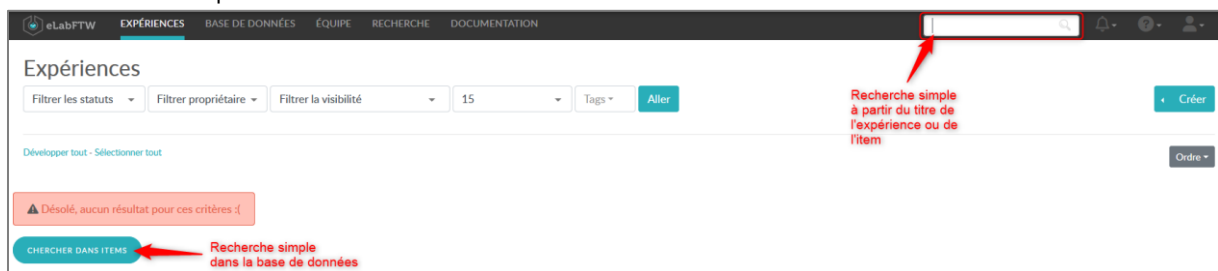 eLabFTW EXPÉRIENCES BASE DE DONNÉES ÉQUIPE RECHERCHE DOCUMENTATION
Expériences
Filtrer les statuts Filtrer propriétaire Filtrer la visibilité 15 Tags Aller
Recherche simple
à partir du titre de
l'expérience ou de
l'item
Créer
Développer tout - Sélectionner tout
Ordre
Désolé, aucun résultat pour ces critères :(
CHERCHER DANS ITEMS
Recherche simple
dans la base de données